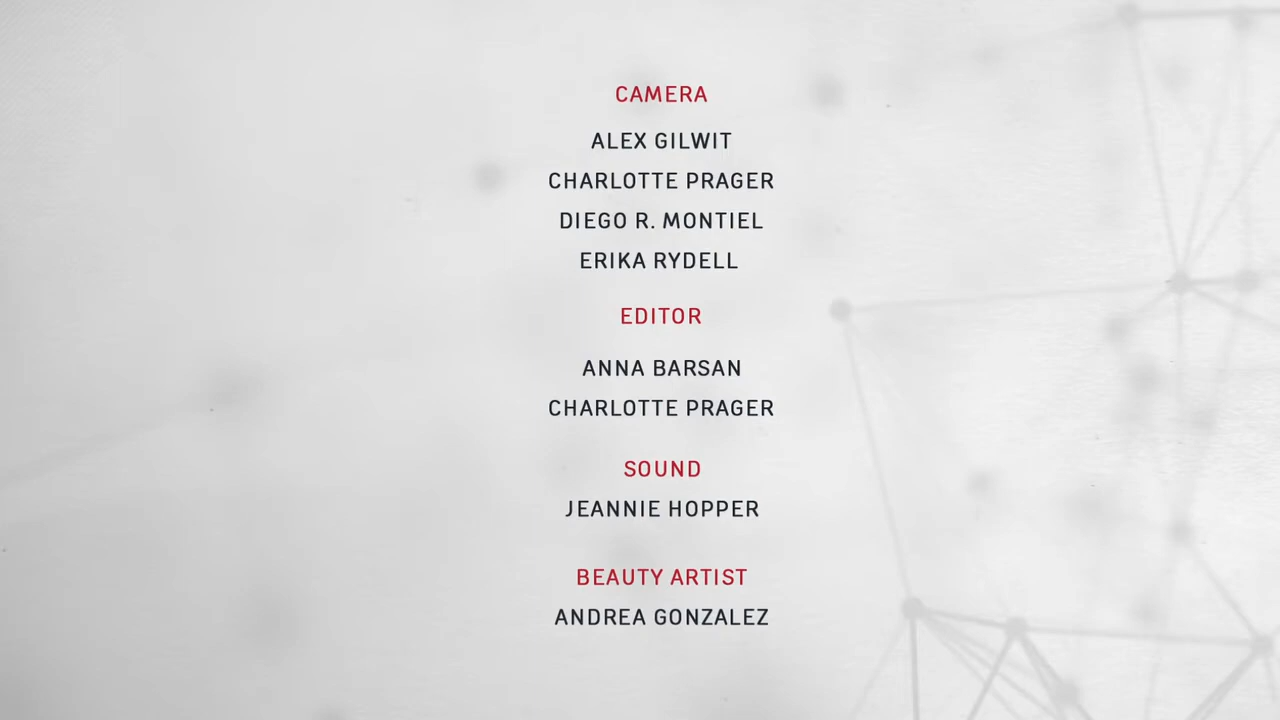 CAMERA
ALEX GILWIT
CHARLOTTE PRAGER
DIEGO R. MONTIEL
ERIKA RYDELL
EDITOR
ANNA BARSAN
CHARLOTTE PRAGER
SOUND
JEANNIE HOPPER
BEAUTY ARTIST
ANDREA GONZALEZ